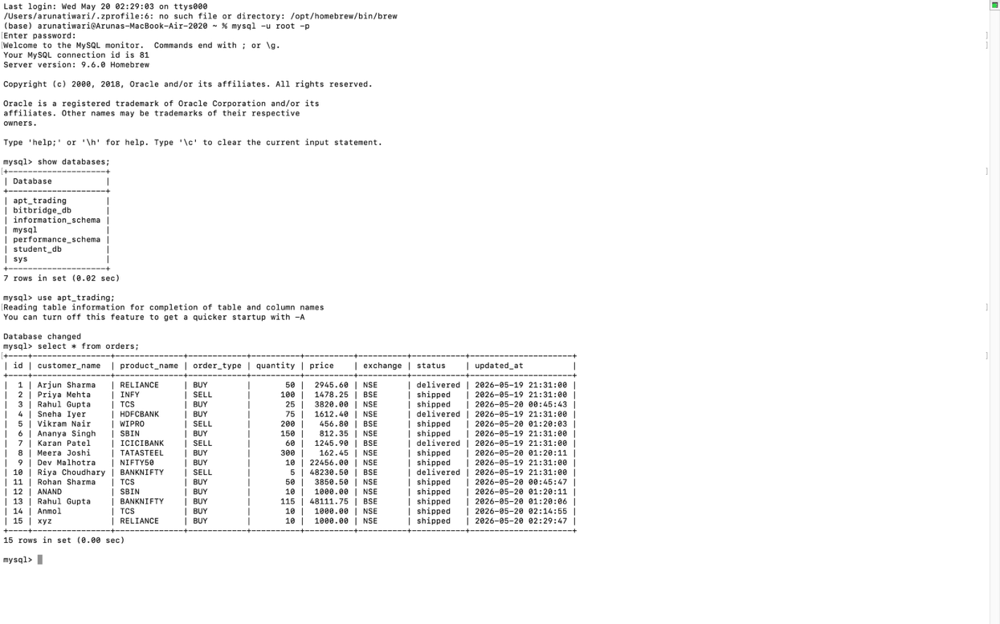 Last login: Wed May 20 02:29:03 on ttys000
/Users/arunatiwari/.zprofile:6: no such file or directory: /opt/homebrew/bin/brew
(base) arunatiwari@Arunas-MacBook-Air-2020 ~ % mysql -u root -p
Enter password:
Welcome to the MySQL monitor.  Commands end with ; or \g.
Your MySQL connection id is 81
Server version: 9.6.0 Homebrew

Copyright (c) 2000, 2018, Oracle and/or its affiliates. All rights reserved.

Oracle is a registered trademark of Oracle Corporation and/or its
affiliates. Other names may be trademarks of their respective
owners.

Type 'help;' or '\h' for help. Type '\c' to clear the current input statement.

mysql> show databases;
+--------------------+
| Database           |
+--------------------+
| apt_trading        |
| bitbridge_db       |
| information_schema |
| mysql              |
| performance_schema |
| student_db         |
| sys                |
+--------------------+
7 rows in set (0.02 sec)

mysql> use apt_trading;
Reading table information for completion of table and column names
You can turn off this feature to get a quicker startup with -A

Database changed
mysql> select * from orders;
+----+----------------+--------------+------------+----------+----------+----------+-----------+---------------------+
| id | customer_name  | product_name | order_type | quantity | price    | exchange | status    | updated_at          |
+----+----------------+--------------+------------+----------+----------+----------+-----------+---------------------+
|  1 | Arjun Sharma   | RELIANCE     | BUY        |       50 |  2945.60 | NSE      | delivered | 2026-05-19 21:31:00 |
|  2 | Priya Mehta    | INFY         | SELL       |      100 |  1478.25 | BSE      | shipped   | 2026-05-19 21:31:00 |
|  3 | Rahul Gupta    | TCS          | BUY        |       25 |  3820.00 | NSE      | shipped   | 2026-05-20 00:45:43 |
|  4 | Sneha Iyer     | HDFCBANK     | BUY        |       75 |  1612.40 | NSE      | delivered | 2026-05-19 21:31:00 |
|  5 | Vikram Nair    | WIPRO        | SELL       |      200 |   456.80 | BSE      | shipped   | 2026-05-20 01:20:03 |
|  6 | Ananya Singh   | SBIN         | BUY        |      150 |   812.35 | NSE      | shipped   | 2026-05-19 21:31:00 |
|  7 | Karan Patel    | ICICIBANK    | SELL       |       60 |  1245.90 | BSE      | delivered | 2026-05-19 21:31:00 |
|  8 | Meera Joshi    | TATASTEEL    | BUY        |      300 |   162.45 | NSE      | shipped   | 2026-05-20 01:20:11 |
|  9 | Dev Malhotra   | NIFTY50      | BUY        |       10 | 22456.00 | NSE      | shipped   | 2026-05-19 21:31:00 |
| 10 | Riya Choudhary | BANKNIFTY    | SELL       |        5 | 48230.50 | BSE      | delivered | 2026-05-19 21:31:00 |
| 11 | Rohan Sharma   | TCS          | BUY        |       50 |  3850.50 | NSE      | shipped   | 2026-05-20 00:45:47 |
| 12 | ANAND          | SBIN         | BUY        |       10 |  1000.00 | NSE      | shipped   | 2026-05-20 01:20:11 |
| 13 | Rahul Gupta    | BANKNIFTY    | BUY        |      115 | 48111.75 | BSE      | shipped   | 2026-05-20 01:20:06 |
| 14 | Anmol          | TCS          | BUY        |       10 |  1000.00 | NSE      | shipped   | 2026-05-20 02:14:55 |
| 15 | xyz            | RELIANCE     | BUY        |       10 |  1000.00 | NSE      | shipped   | 2026-05-20 02:29:47 |
+----+----------------+--------------+------------+----------+----------+----------+-----------+---------------------+
15 rows in set (0.00 sec)

mysql>